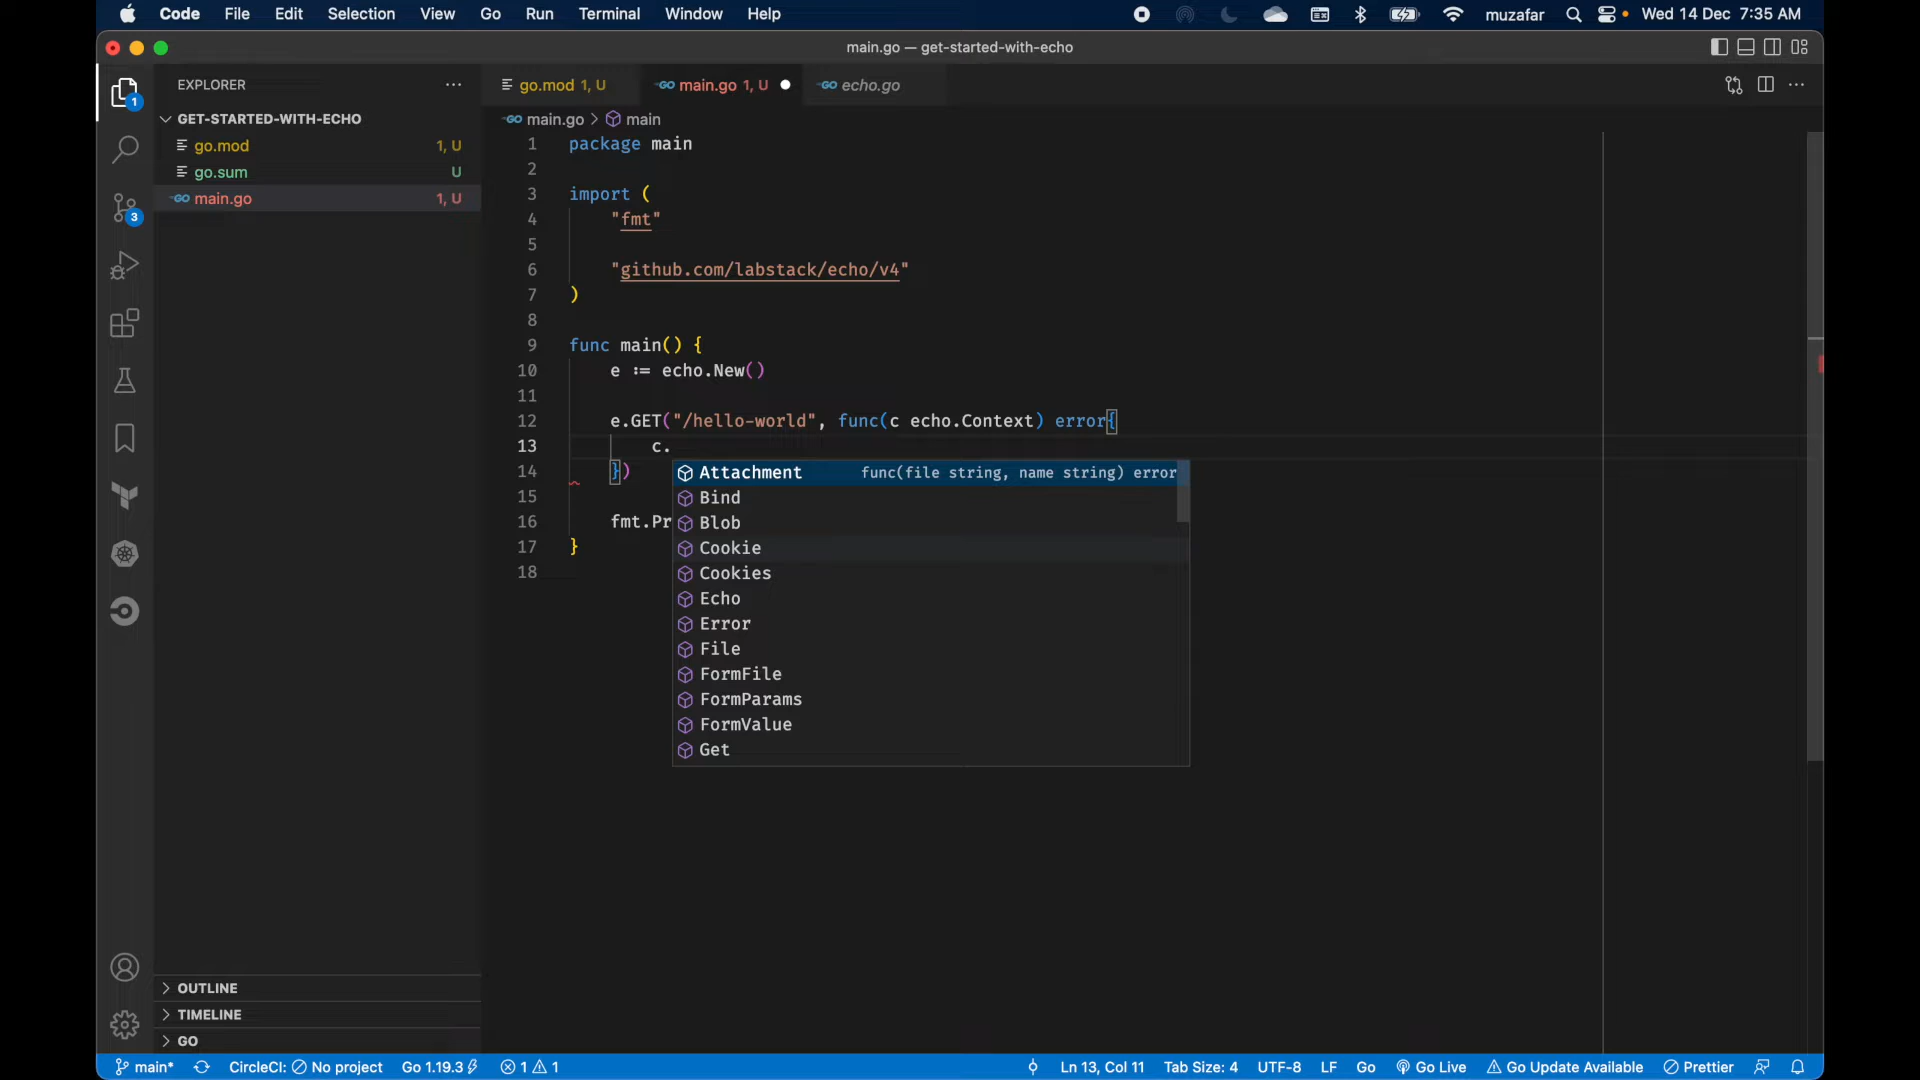 Code File Edit Selection View Go Run Terminal Window Help muzafar Wed 14 Dec 7:35 AM
main.go — get-started-with-echo
EXPLORER
go.mod 1, U main.go 1, U echo.go
GET-STARTED-WITH-ECHO
main.go > main
go.mod 1, U
go.sum U
main.go 1, U
1 package main
2
3 import (
4 "fmt"
5
6 "github.com/labstack/echo/v4"
7 )
8
9 func main() {
10 e := echo.New()
11
12 e.GET("/hello-world", func(c echo.Context) error{
13 c.
14 })
15
16 fmt.Pr
17 }
18
Attachment func(file string, name string) error
Bind
Blob
Cookie
Cookies
Echo
Error
File
FormFile
FormParams
FormValue
Get
1
3
OUTLINE
TIMELINE
GO
main* CircleCI: No project Go 1.19.3 1 1 Ln 13, Col 11 Tab Size: 4 UTF-8 LF Go Go Live Go Update Available Prettier